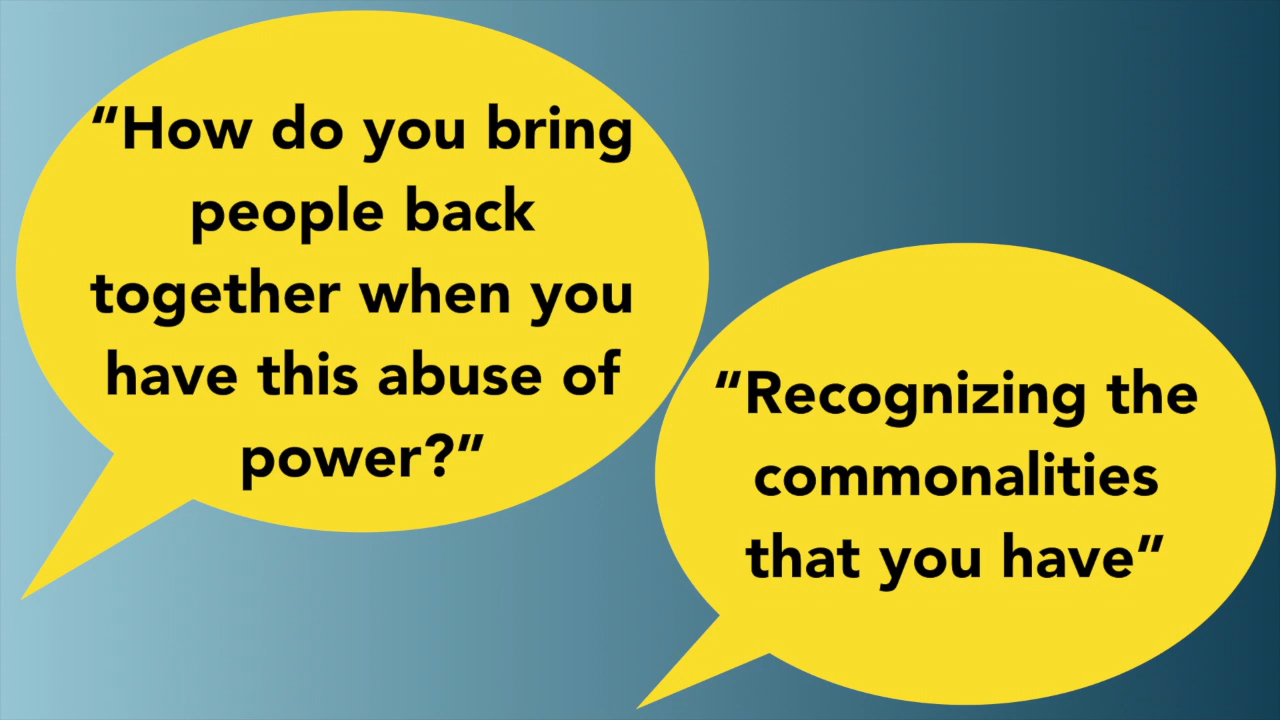 “How do you bring
people back
together when you
have this abuse of
power?”
“Recognizing the
commonalities
that you have”